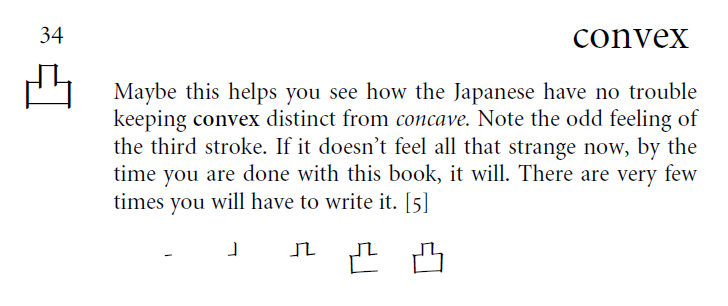 34
convex
凸
Maybe this helps you see how the Japanese have no trouble
keeping convex distinct from concave. Note the odd feeling of
the third stroke. If it doesn’t feel all that strange now, by the
time you are done with this book, it will. There are very few
times you will have to write it. [5]
凸